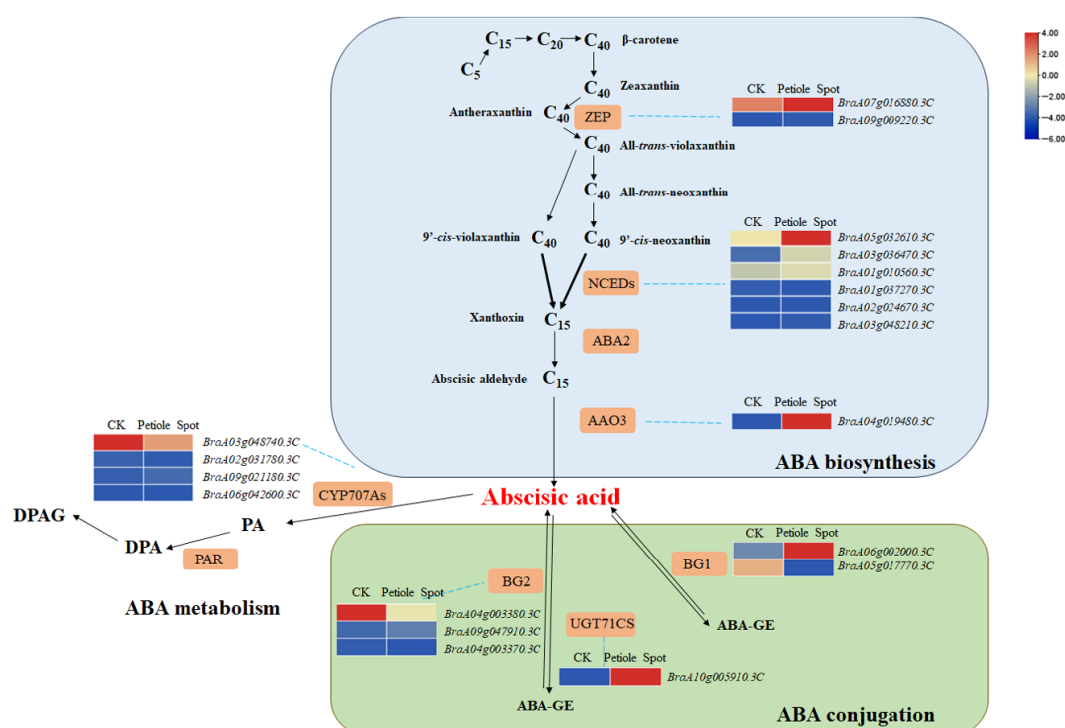 C15
C20
C40
β-carotene
C5
C40
Zeaxanthin
Antheraxanthin
C40
ZEP
C40
All-trans-violaxanthin
C40
All-trans-neoxanthin
9’-cis-violaxanthin
C40
C40
9’-cis-neoxanthin
NCEDs
Xanthoxin
C15
ABA2
Abscisic aldehyde
C15
AAO3
CK Petiole Spot
BraA07g016880.3C
BraA09g009220.3C
CK Petiole Spot
BraA05g032610.3C
BraA03g036470.3C
BraA01g010560.3C
BraA01g037270.3C
BraA02g024670.3C
BraA03g048210.3C
CK Petiole Spot
BraA04g019480.3C
ABA biosynthesis
4.00
2.00
0.00
-2.00
-4.00
-6.00
CK Petiole Spot
BraA03g048740.3C
BraA02g031780.3C
BraA09g021180.3C
BraA06g042600.3C
CYP707As
Abscisic acid
DPAG
DPA
PA
PAR
ABA metabolism
BG2
CK Petiole Spot
BraA04g003380.3C
BraA09g047910.3C
BraA04g003370.3C
ABA-GE
UGT71CS
CK Petiole Spot
BraA10g005910.3C
BG1
CK Petiole Spot
BraA06g002000.3C
BraA05g017770.3C
ABA-GE
ABA conjugation